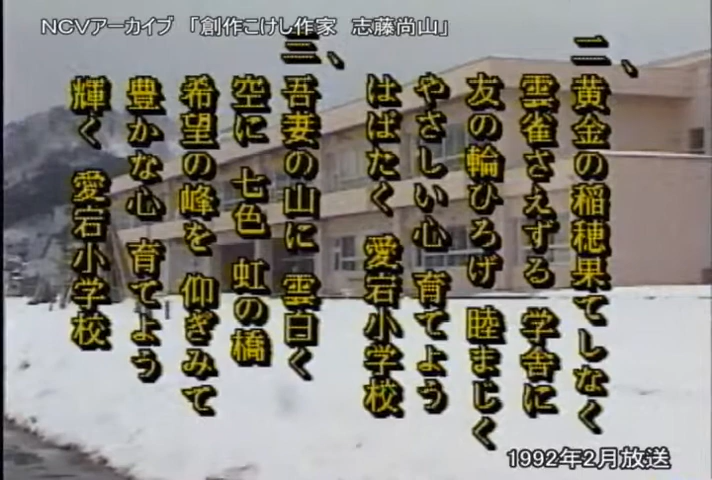 NCVアーカイブ 「創作こけし作家　志藤尚山」
二、黄金の稲穂果てしなく
雲雀さえずる　学舎に
友の輪ひろげ　睦まじく
やさしい心　育てよう
はばたく　愛宕小学校
三、吾妻の山に　雲白く
空に　七色　虹の橋
希望の峰を　仰ぎみて
豊かな心　育てよう
輝く　愛宕小学校
1992年2月放送